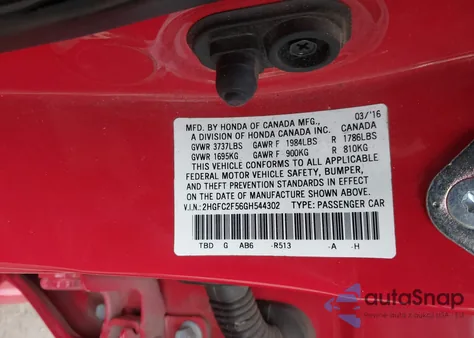 03/'16
MFD. BY HONDA OF CANADA MFG.,
A DIVISION OF HONDA CANADA INC. CANADA
GVWR 3737LBS GAWR F 1984LBS R 1786LBS
GVWR 1695KG GAWR F 900KG R 810KG
THIS VEHICLE CONFORMS TO ALL APPLICABLE
FEDERAL MOTOR VEHICLE SAFETY, BUMPER,
AND THEFT PREVENTION STANDARDS IN EFFECT
ON THE DATE OF MANUFACTURE SHOWN ABOVE.
V.I.N.: 2HGFC2F56GH544302 TYPE: PASSENGER CAR
TBD G AB6 -R513 -A -H
autoSnap